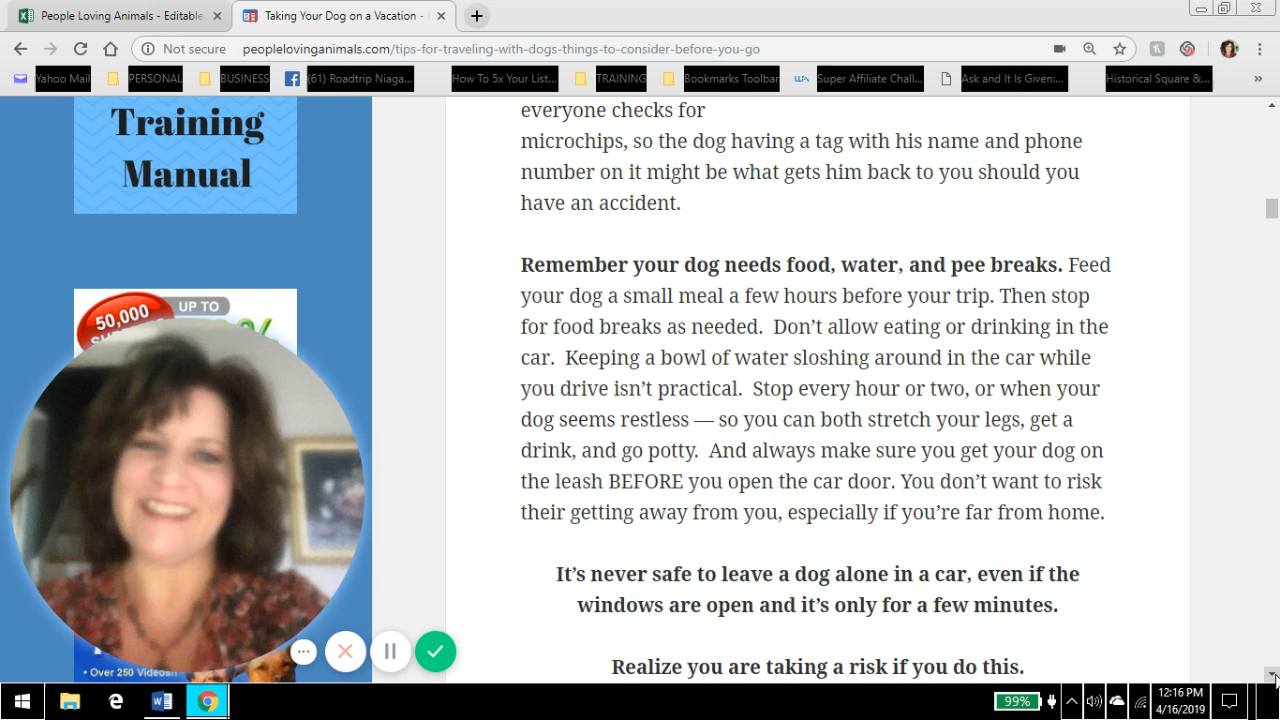 People Loving Animals - Editable
Taking Your Dog on a Vacation -
Not secure
peoplelovinganimals.com/tips-for-traveling-with-dogs-things-to-consider-before-you-go
Yahoo Mail
PERSONAL
BUSINESS
(61) Roadtrip Niaga...
How To 5x Your List...
TRAINING
Bookmarks Toolbar
Super Affiliate Chall...
Ask and It Is Given:...
Historical Square &...
»
Training
Manual
50,000
UP TO
%
• Over 250 Videos!
everyone checks for
microchips, so the dog having a tag with his name and phone
number on it might be what gets him back to you should you
have an accident.
Remember your dog needs food, water, and pee breaks. Feed
your dog a small meal a few hours before your trip. Then stop
for food breaks as needed. Don’t allow eating or drinking in the
car. Keeping a bowl of water sloshing around in the car while
you drive isn’t practical. Stop every hour or two, or when your
dog seems restless — so you can both stretch your legs, get a
drink, and go potty. And always make sure you get your dog on
the leash BEFORE you open the car door. You don’t want to risk
their getting away from you, especially if you’re far from home.
It’s never safe to leave a dog alone in a car, even if the
windows are open and it’s only for a few minutes.
Realize you are taking a risk if you do this.
99%
12:16 PM
4/16/2019